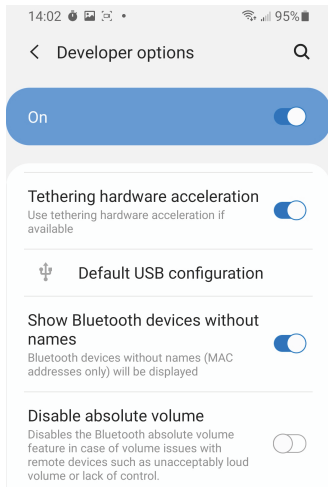 14:02 95%
Developer options
On
Tethering hardware acceleration
Use tethering hardware acceleration if
available
Default USB configuration
Show Bluetooth devices without
names
Bluetooth devices without names (MAC
addresses only) will be displayed
Disable absolute volume
Disables the Bluetooth absolute volume
feature in case of volume issues with
remote devices such as unacceptably loud
volume or lack of control.